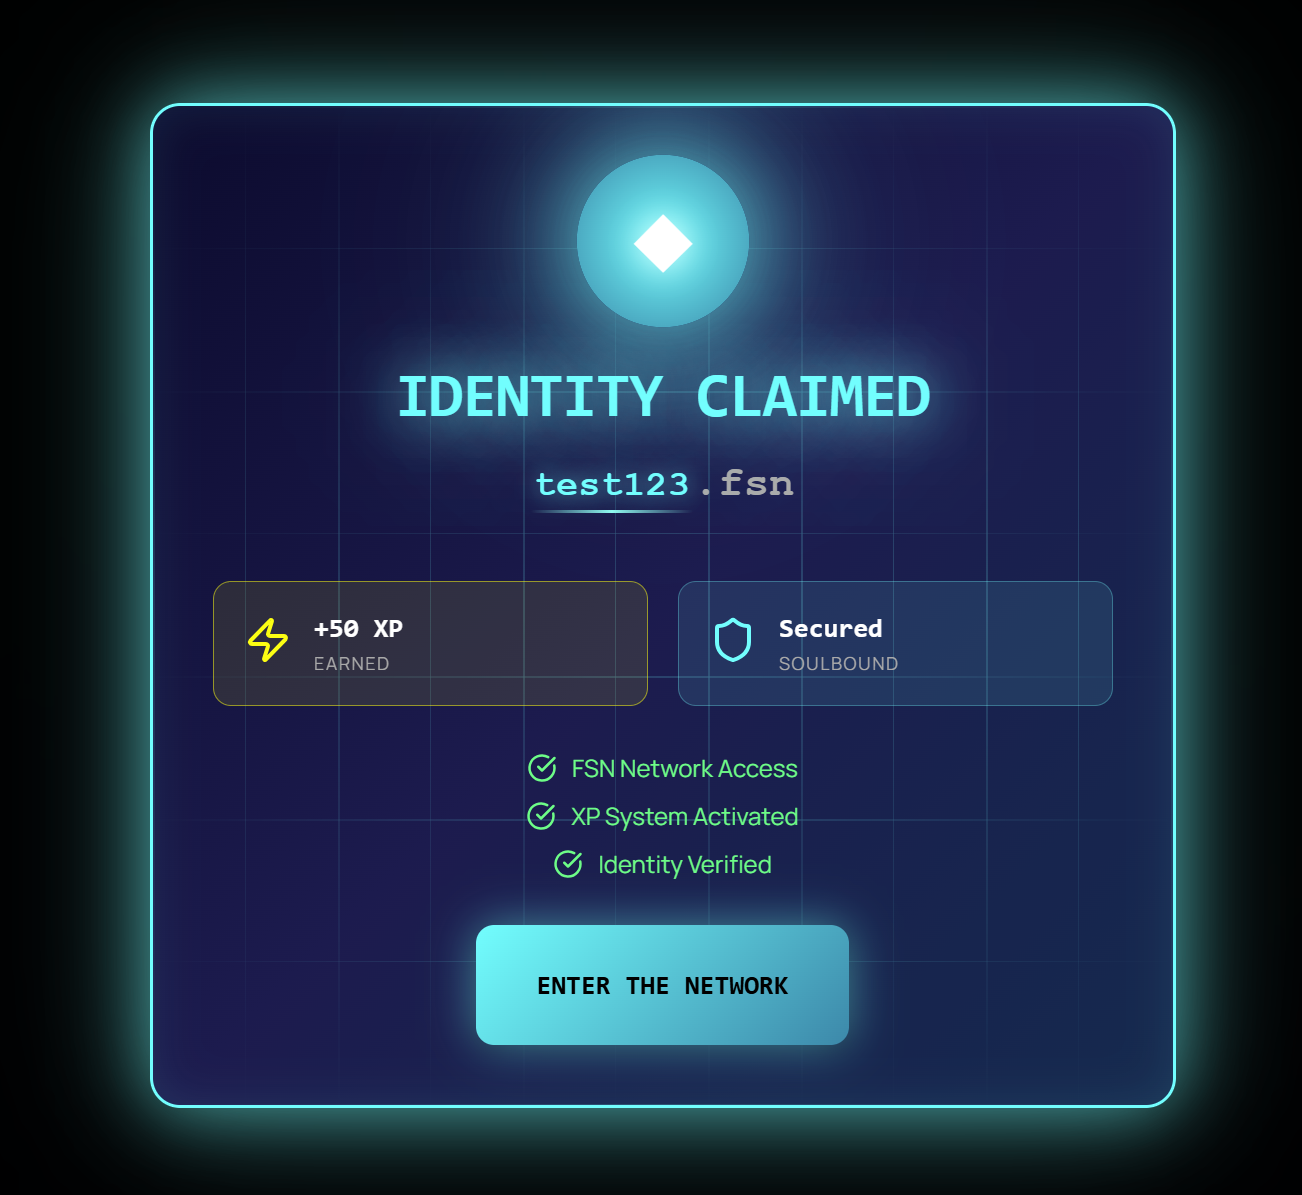 IDENTITY CLAIMED
test123.fsn
+50 XP
EARNED
Secured
SOULBOUND
FSN Network Access
XP System Activated
Identity Verified
ENTER THE NETWORK